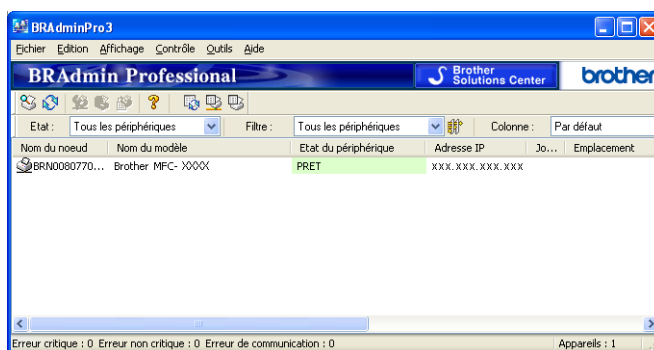 BRAdminPro3
Fichier Edition Affichage Contrôle Outils Aide
BRAdmin Professional Brother Solutions Center brother
Etat : Tous les périphériques Filtre : Tous les périphériques Colonne : Par défaut
Nom du noeud Nom du modèle Etat du périphérique Adresse IP Jo... Emplacement
BRN0080770... Brother MFC- XXXX PRET XXX.XXX.XXX.XXX
Erreur critique : 0 Erreur non critique : 0 Erreur de communication : 0 Appareils : 1